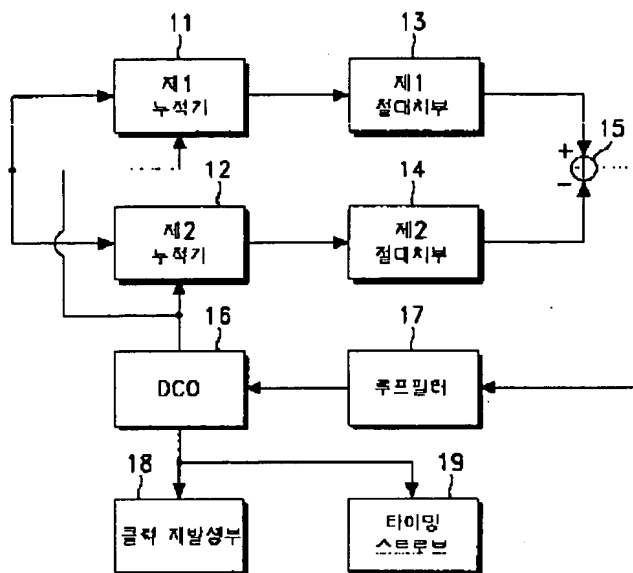 11
제1
누적기
13
제1
절대치부
+
15
-
12
제2
누적기
14
제2
절대치부
-
16
DCO
17
루프필터
18
클럭 재발생부
19
타이밍
스트로브